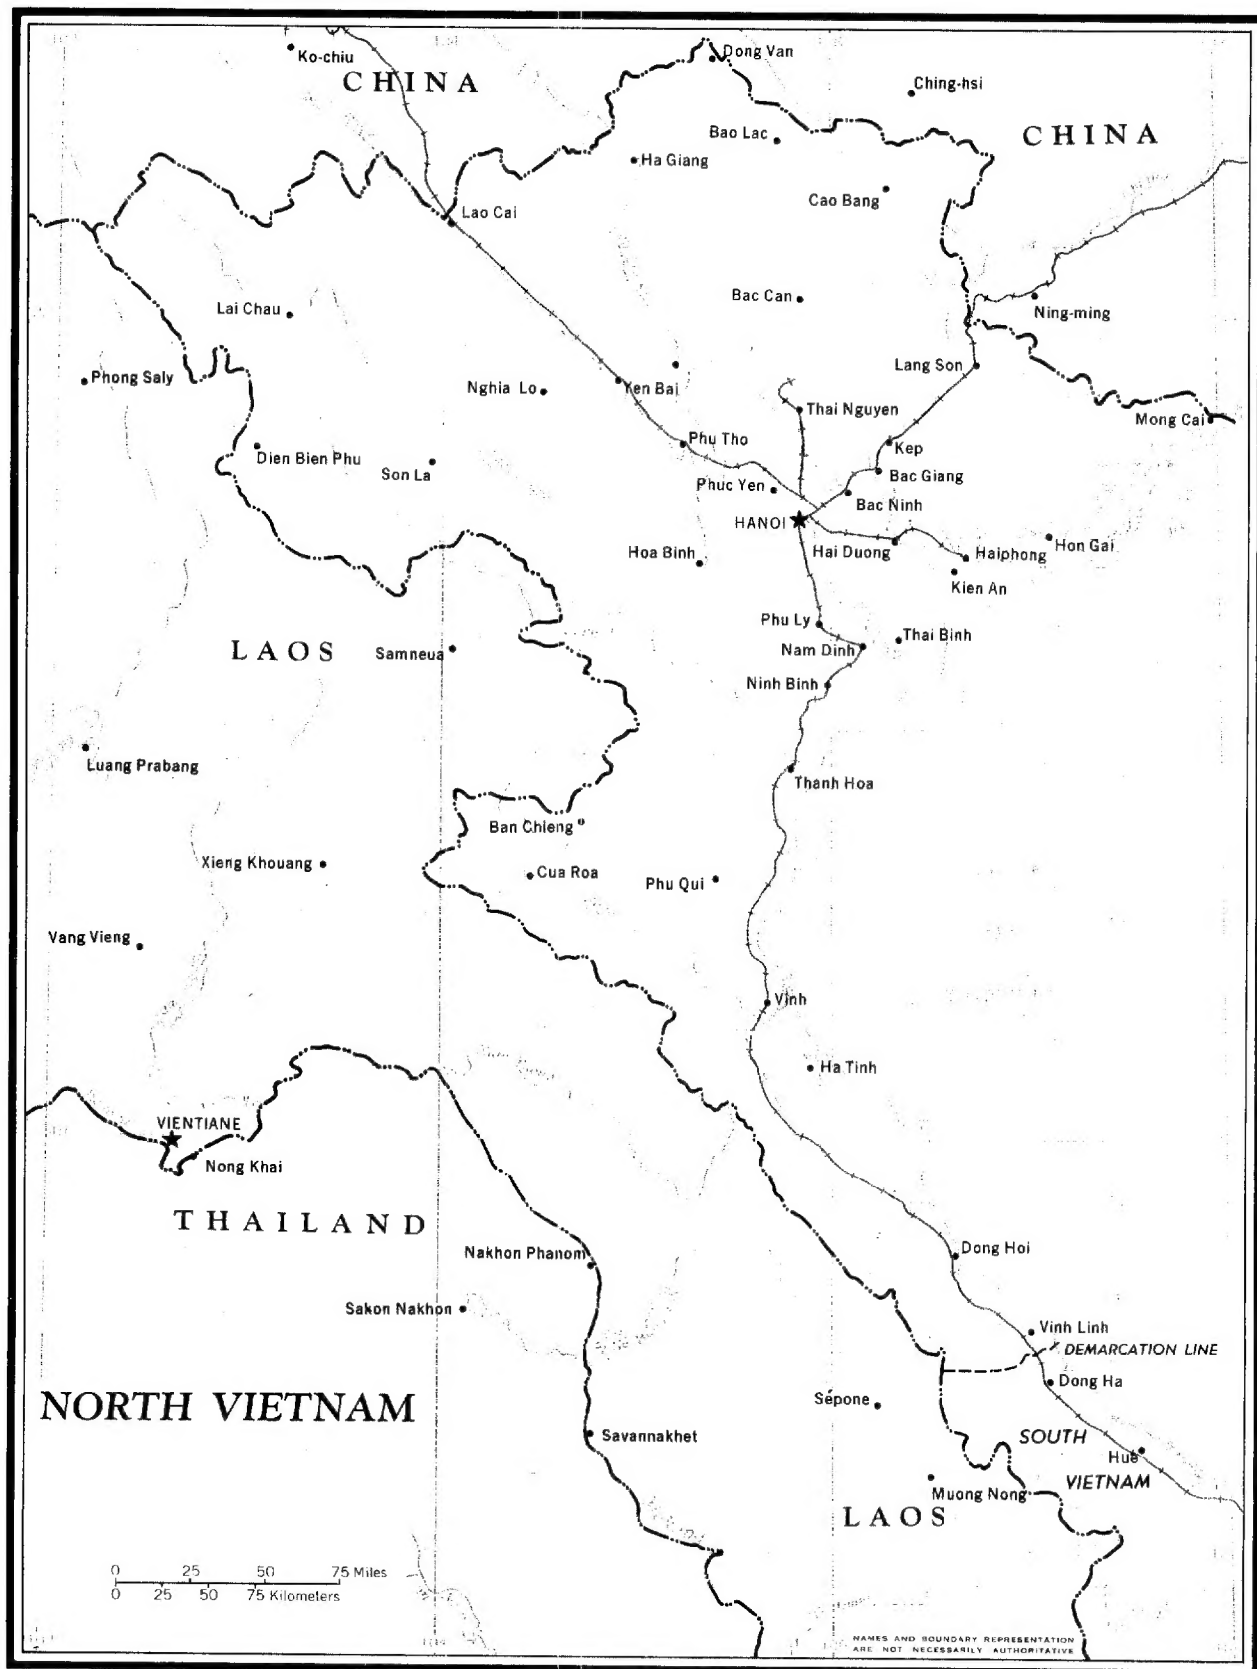 Dong Van
Ko-chiu
CHINA
Ching-hsi
Bao Lac
CHINA
Ha Giang
Cao Bang
Lao Cai
Bac Can
Lai Chau
Ning-ming
Lang Son
Phong Saly
Nghia Lo
Yen Bai
Thai Nguyen
Mong Cai
Phu Tho
Kep
Dien Bien Phu
Son La
Bac Giang
Phuc Yen
Bac Ninh
HANOI
Hoa Binh
Hai Duong
Haiphong
Hon Gai
Kien An
Phu Ly
Thai Binh
LAOS
Samneua
Nam Dinh
Ninh Binh
Luang Prabang
Thanh Hoa
Ban Chieng
Xieng Khouang
Cua Roa
Phu Qui
Vang Vieng
Vinh
Ha Tinh
VIENTIANE
Nong Khai
THAILAND
Nakhon Phanom
Dong Hoi
Sakon Nakhon
Vinh Linh
DEMARCATION LINE
Dong Ha
NORTH VIETNAM
Sépone
Savannakhet
SOUTH
VIETNAM
Hue
Muong Nong
LAOS
0 25 50 75 Miles
0 25 50 75 Kilometers
NAMES AND BOUNDARY REPRESENTATION
ARE NOT NECESSARILY AUTHORITATIVE